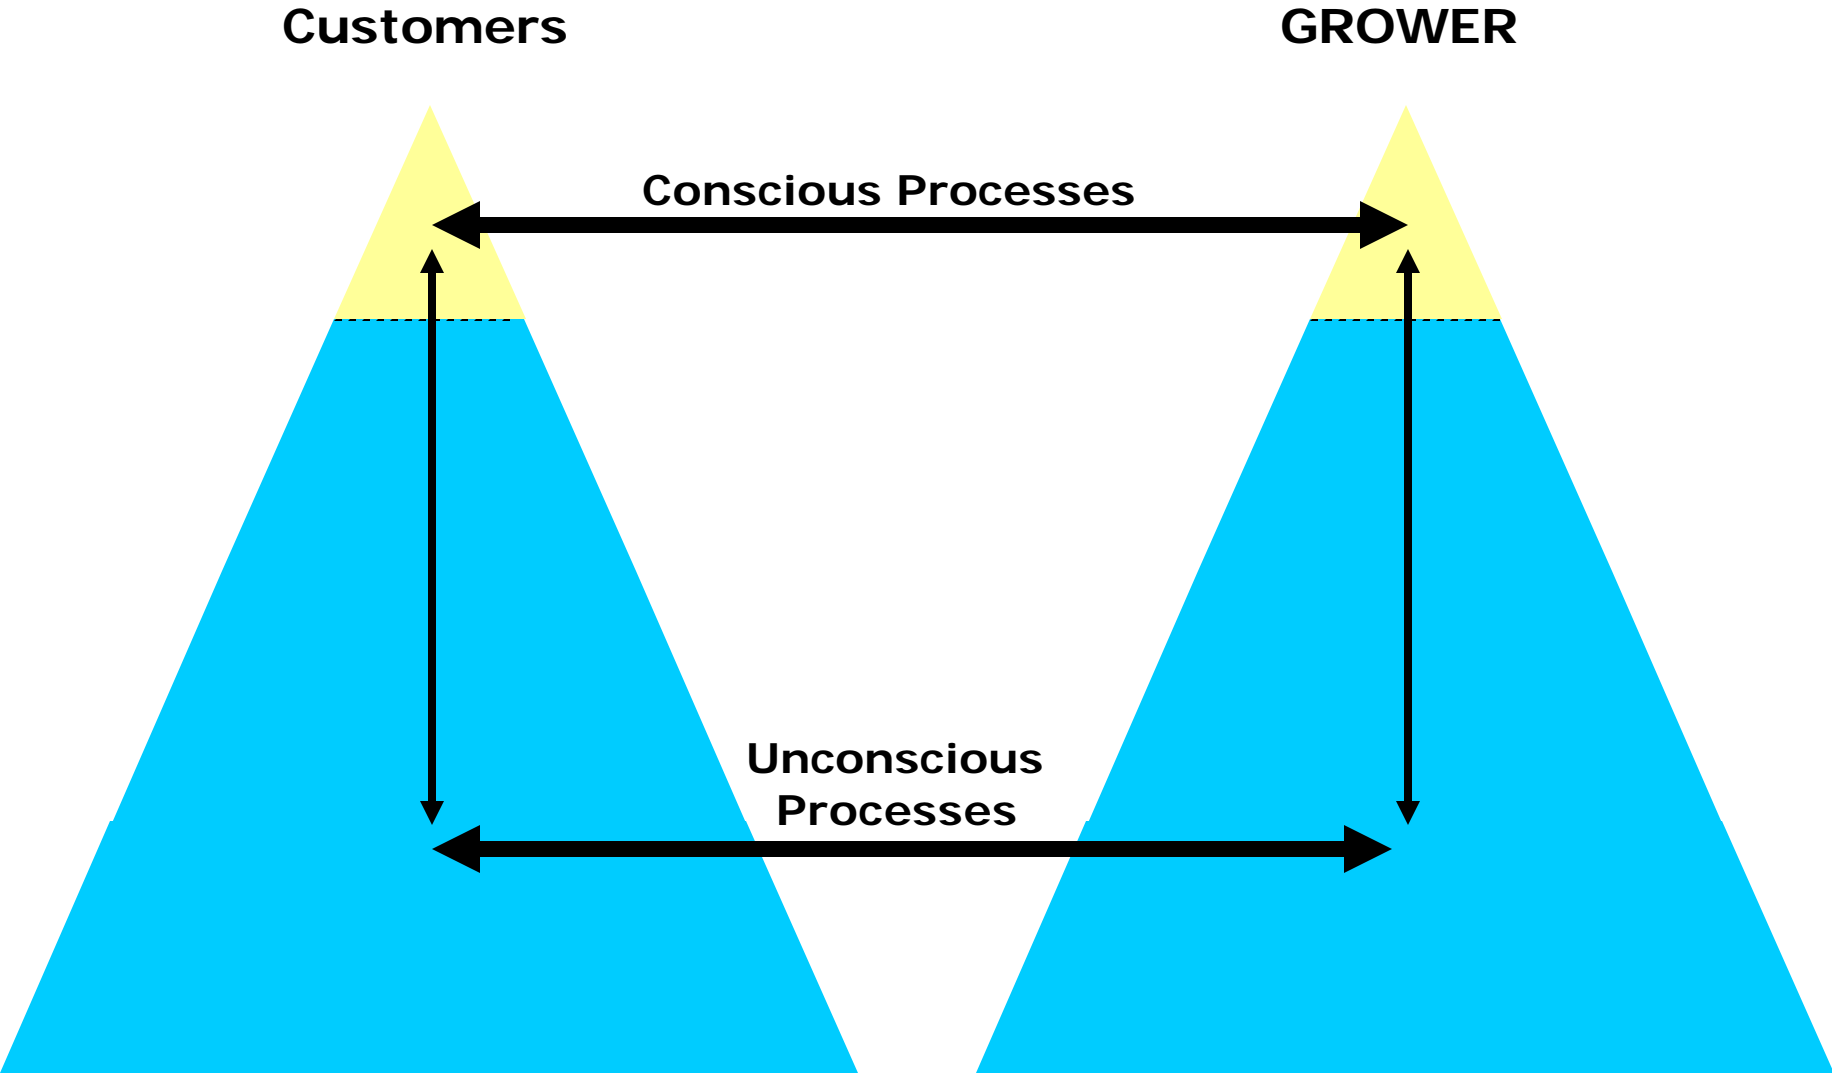 Customers
GROWER
Conscious Processes
Unconscious
Processes